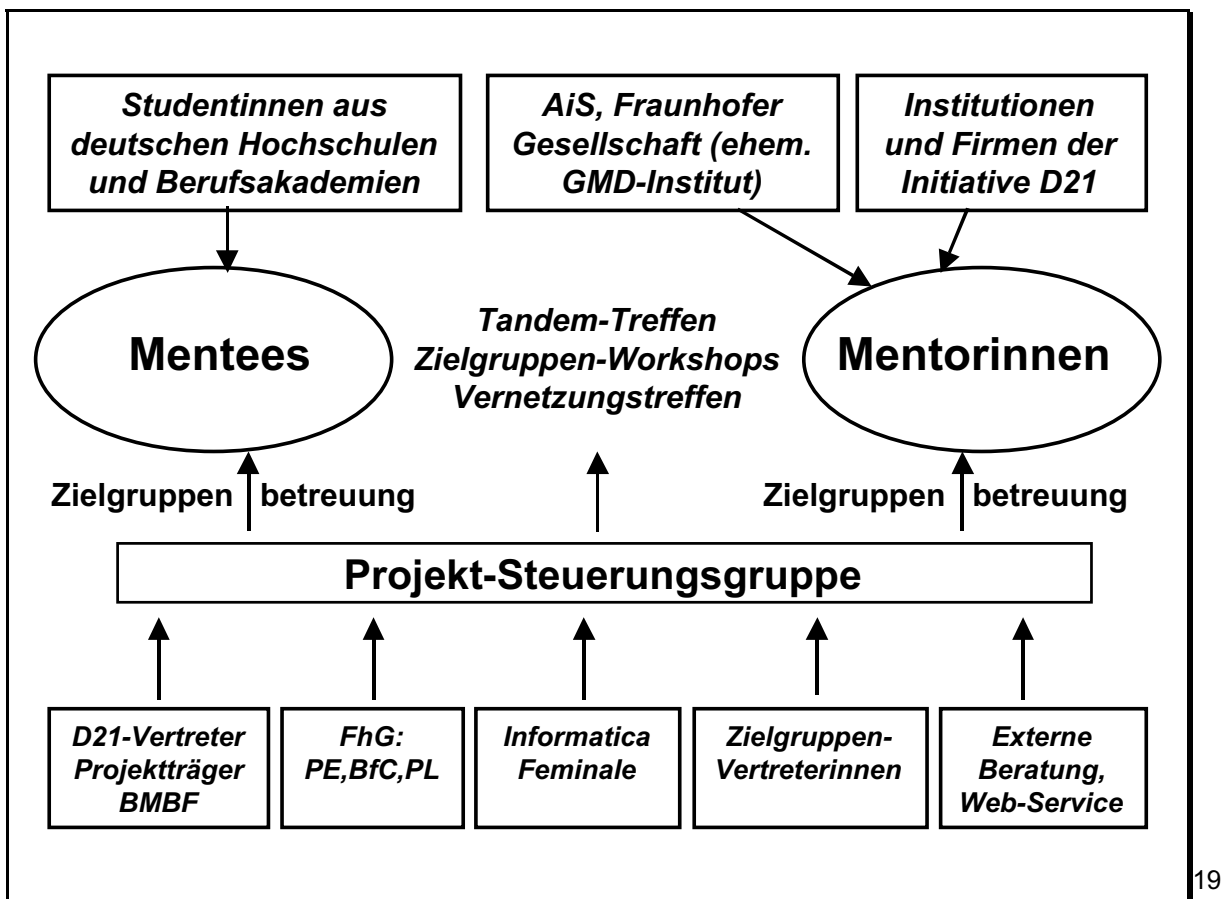 Studentinnen aus
deutschen Hochschulen
und Berufsakademien
AiS, Fraunhofer
Gesellschaft (ehem.
GMD-Institut)
Institutionen
und Firmen der
Initiative D21
Mentees
Tandem-Treffen
Zielgruppen-Workshops
Vernetzungstreffen
Mentorinnen
Zielgruppen betreuung
Zielgruppen betreuung
Projekt-Steuerungsgruppe
D21-Vertreter
Projektträger
BMBF
FhG:
PE,BfC,PL
Informatica
Feminale
Zielgruppen-
Vertreterinnen
Externe
Beratung,
Web-Service
19